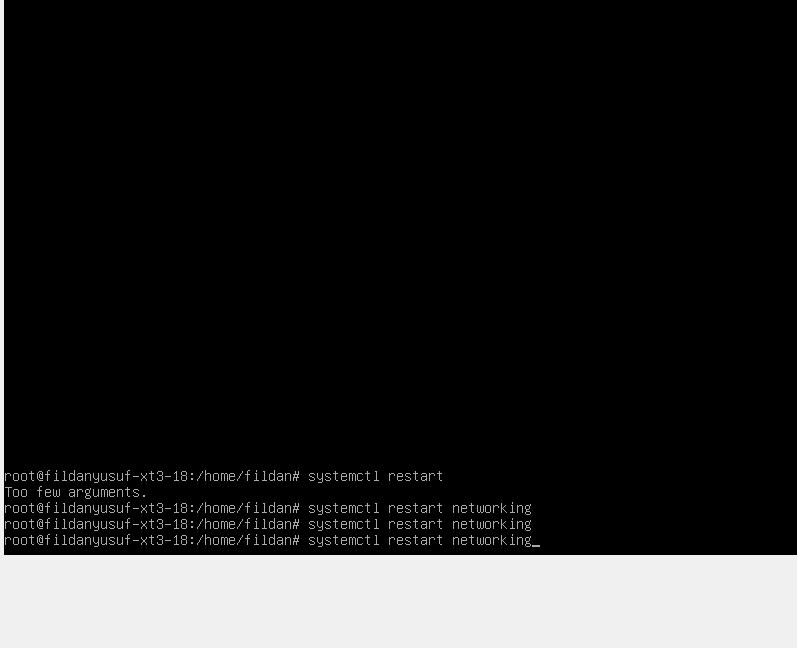 root@fildanyusuf-xt3-18:/home/fildan# systemctl restart
Too few arguments.
root@fildanyusuf-xt3-18:/home/fildan# systemctl restart networking
root@fildanyusuf-xt3-18:/home/fildan# systemctl restart networking
root@fildanyusuf-xt3-18:/home/fildan# systemctl restart networking_